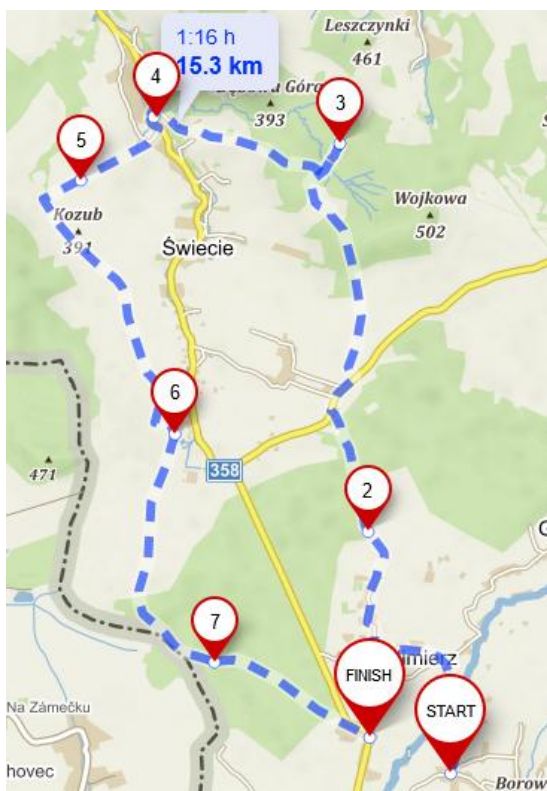 Leszczynki
461
1:16 h
15.3 km
4
3
393
5
Wojkowa
502
Kozub
391
Świecie
6
471
358
2
7
FINISH
START
Na Zámečku
Borow